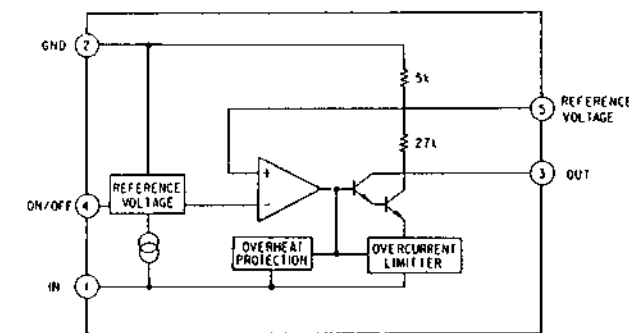 GND 2
5k
5 REFERENCE
VOLTAGE
27k
3 OUT
+
REFERENCE
VOLTAGE
ON/OFF 4
-
OVERHEAT
PROTECTION
OVERCURRENT
LIMITTER
IN 1